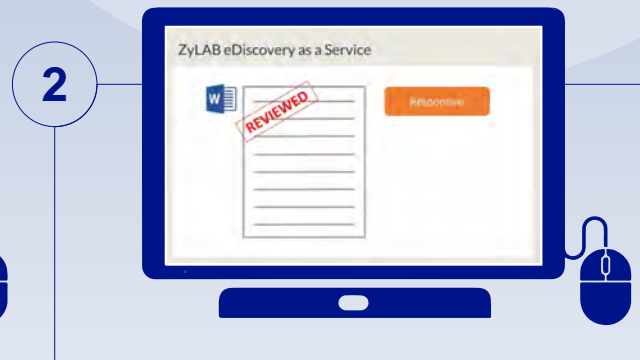 2
ZyLAB eDiscovery as a Service
W
REVIEWED
Responsive